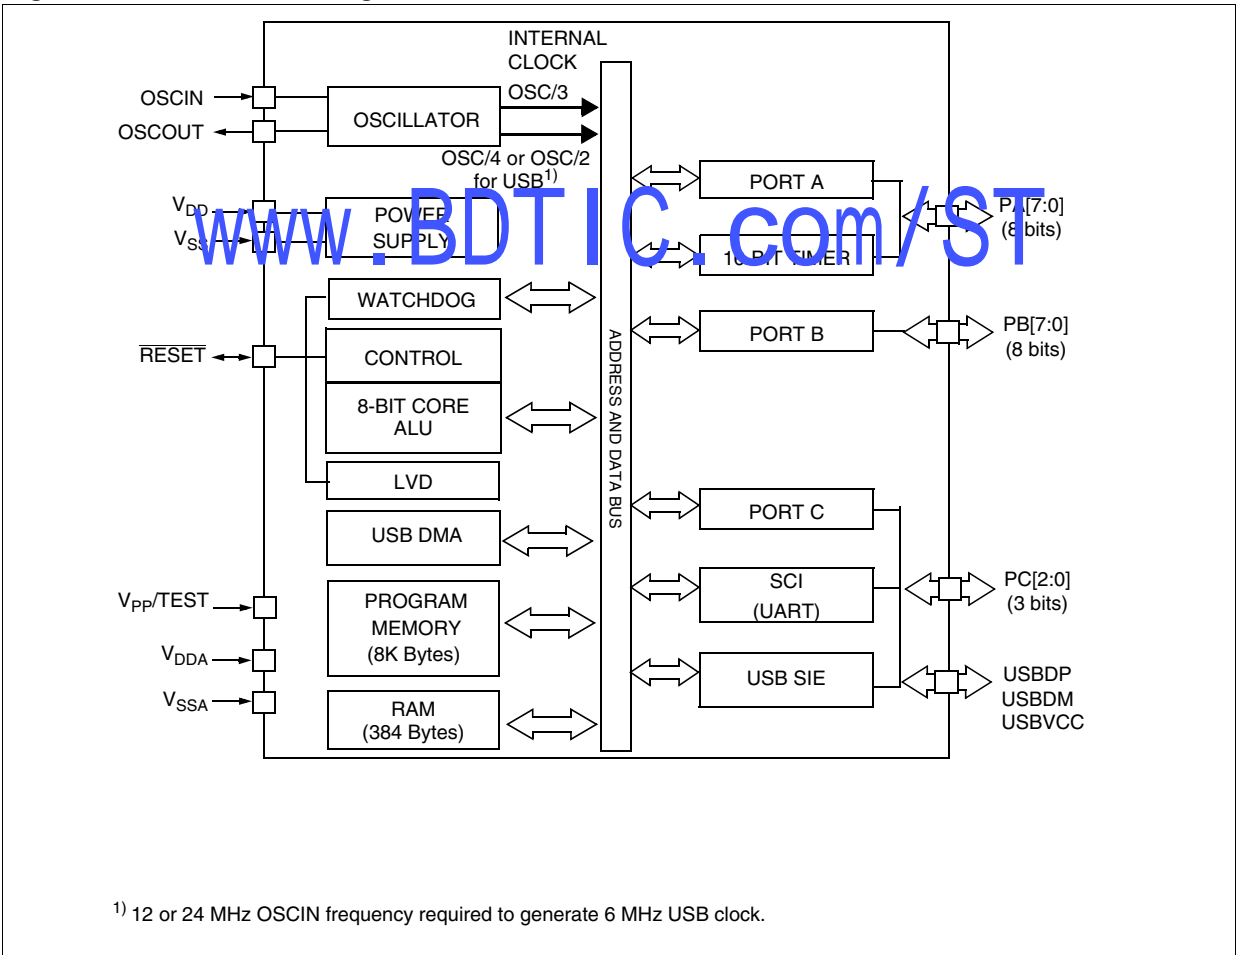 INTERNAL
CLOCK
OSCIN
OSC/3
OSCILLATOR
OSCOUT
OSC/4 or OSC/2
for USB1)
PORT A
VDD
POWER
SUPPLY
VSS
www.BDTIC.com/ST
PA[7:0]
(8 bits)
16-BIT TIMER
WATCHDOG
PORT B
PB[7:0]
(8 bits)
RESET
CONTROL
8-BIT CORE
ALU
ADDRESS AND DATA BUS
LVD
PORT C
USB DMA
SCI
(UART)
PC[2:0]
(3 bits)
VPP/TEST
PROGRAM
MEMORY
(8K Bytes)
VDDA
USB SIE
USBDP
USBDM
USBVCC
VSSA
RAM
(384 Bytes)
1) 12 or 24 MHz OSCIN frequency required to generate 6 MHz USB clock.